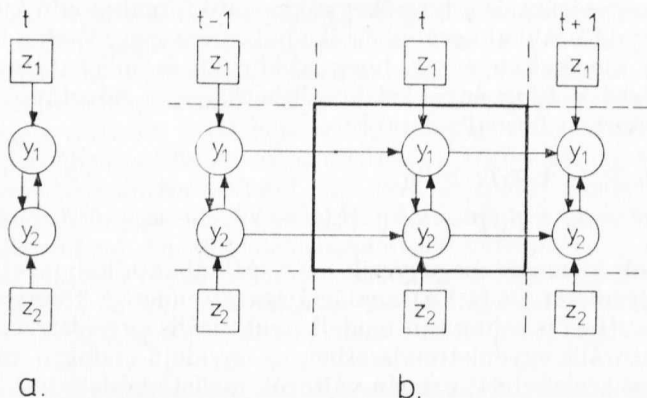 t t-1 t t+1
z₁ z₁ z₁ z₁
y₁ y₁ y₁ y₁
y₂ y₂ y₂ y₂
z₂ z₂ z₂ z₂
a. b.